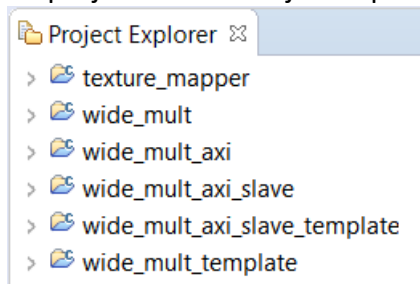 Project Explorer
texture_mapper
wide_mult
wide_mult_axi
wide_mult_axi_slave
wide_mult_axi_slave_template
wide_mult_template